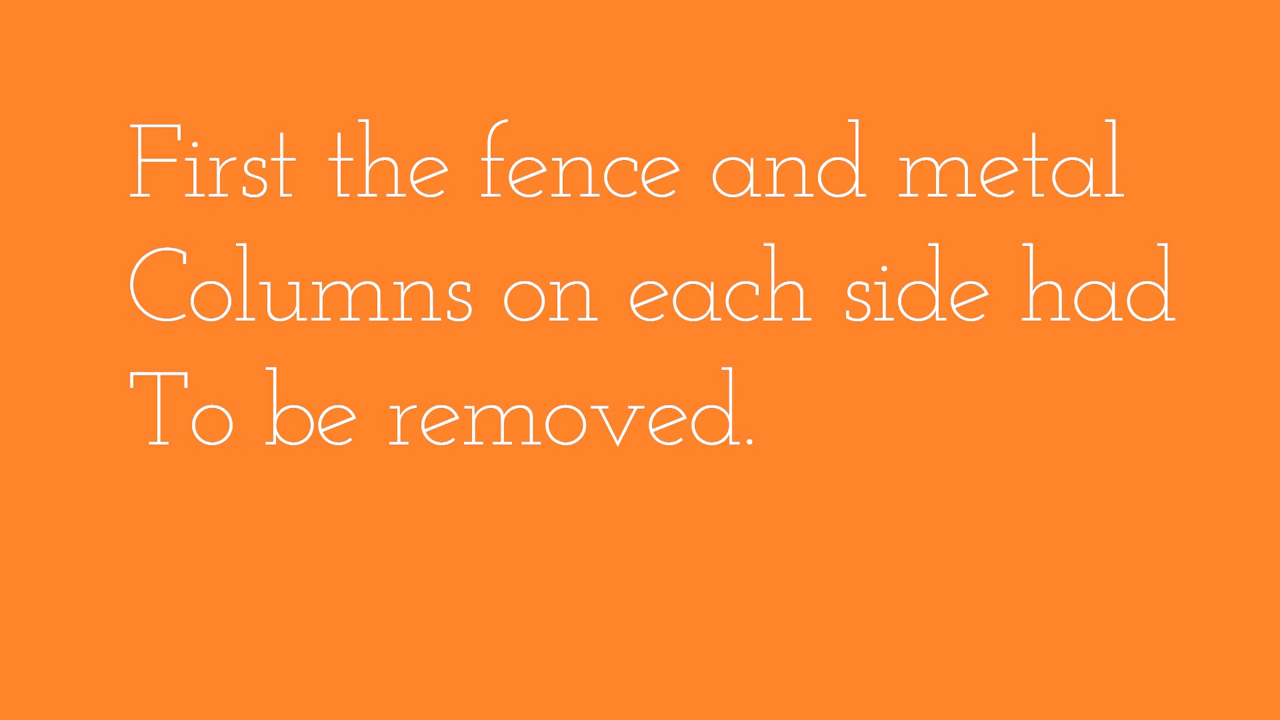 First the fence and metal
Columns on each side had
To be removed.